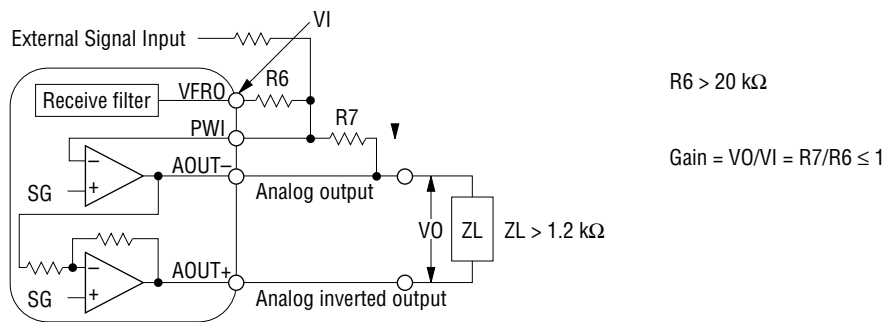 VI
External Signal Input
R6
R6 > 20 kΩ
VFRO
Receive filter
R7
PWI
Gain = VO/VI = R7/R6 ≤ 1
−
AOUT−
SG
+
Analog output
VO
ZL
ZL > 1.2 kΩ
−
AOUT+
SG
+
Analog inverted output